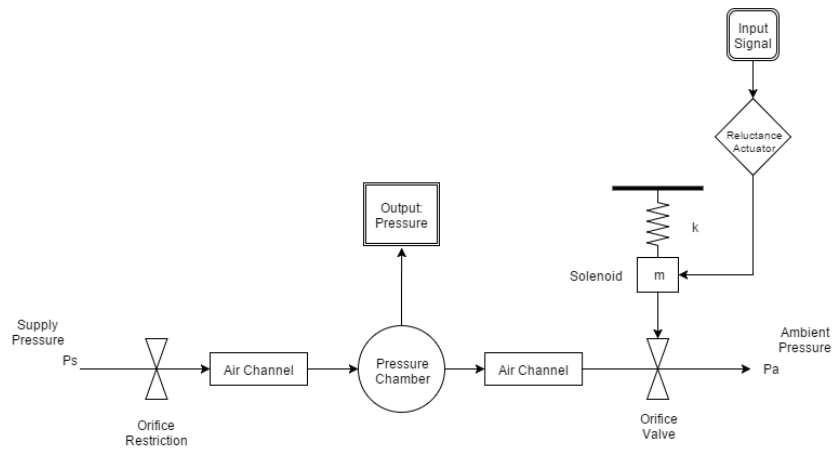 Input
Signal
Reluctance
Actuator
Output:
Pressure
k
Solenoid
m
Supply
Pressure
Ps
Air Channel
Pressure
Chamber
Air Channel
Ambient
Pressure
Pa
Orifice
Restriction
Orifice
Valve